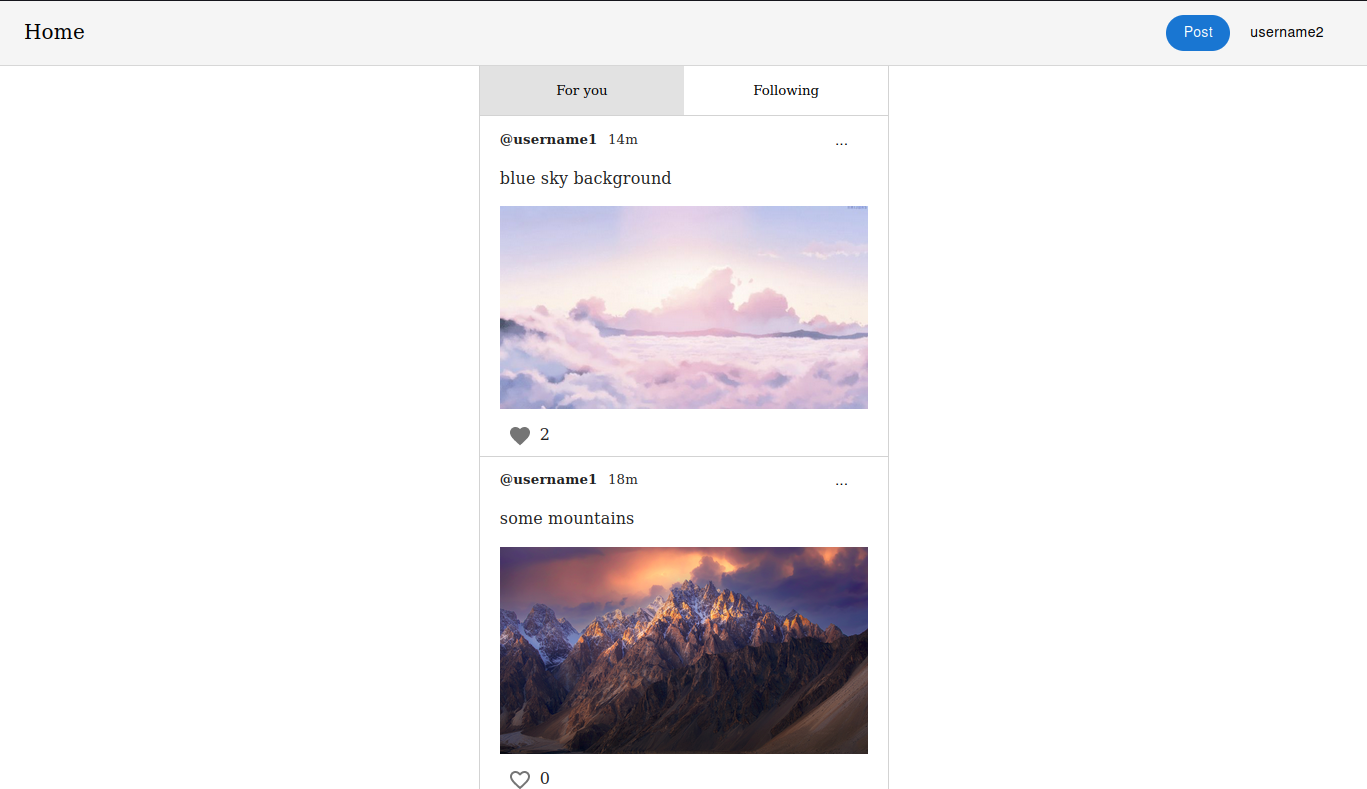 Home
Post
username2
For you
Following
@username1 14m
...
blue sky background
2
@username1 18m
...
some mountains
0